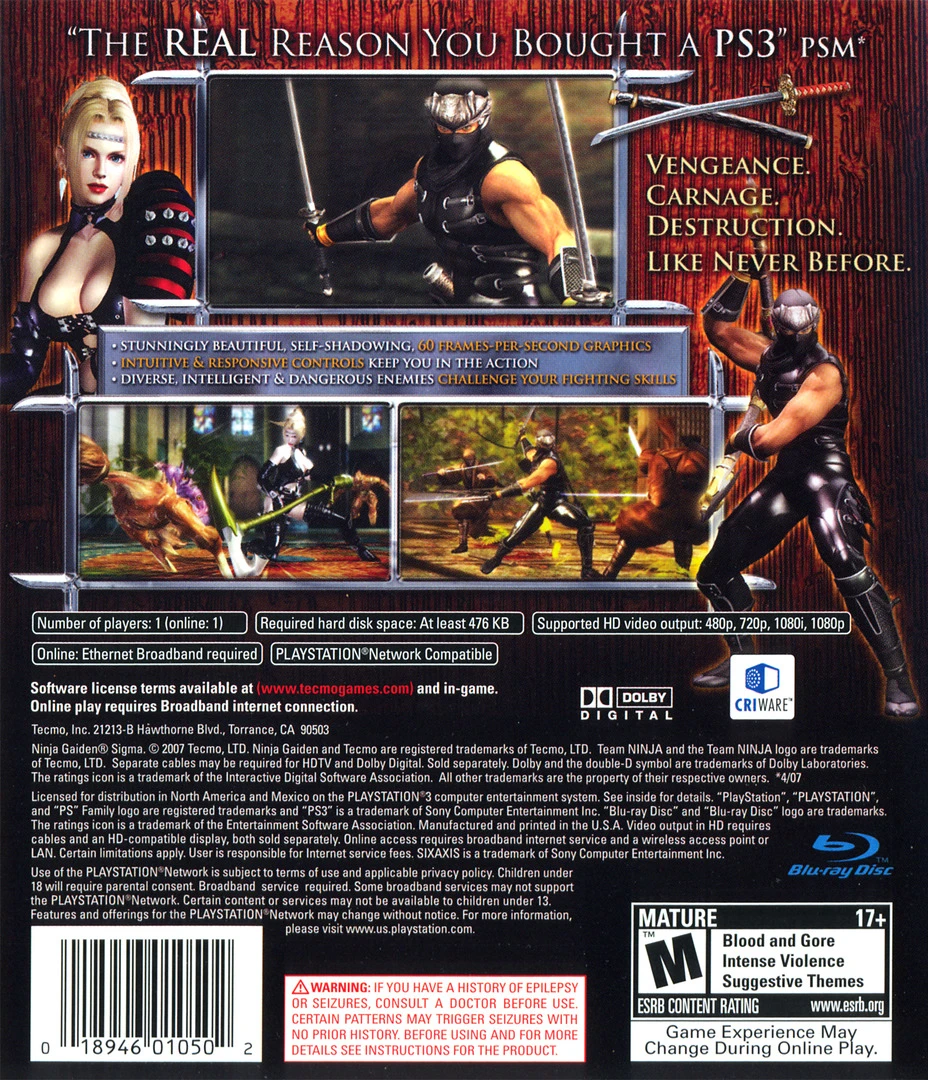 “THE REAL REASON YOU BOUGHT A PS3” PSM*
VENGEANCE.
CARNAGE.
DESTRUCTION.
LIKE NEVER BEFORE.
• STUNNINGLY BEAUTIFUL, SELF-SHADOWING, 60 FRAMES-PER-SECOND GRAPHICS
• INTUITIVE & RESPONSIVE CONTROLS KEEP YOU IN THE ACTION
• DIVERSE, INTELLIGENT & DANGEROUS ENEMIES CHALLENGE YOUR FIGHTING SKILLS
Number of players: 1 (online: 1)
Required hard disk space: At least 476 KB
Supported HD video output: 480p, 720p, 1080i, 1080p
Online: Ethernet Broadband required
PLAYSTATION®Network Compatible
Software license terms available at (www.tecmogames.com) and in-game.
Online play requires Broadband internet connection.
DOLBY
DIGITAL
CRIWARE™
Tecmo, Inc. 21213-B Hawthorne Blvd., Torrance, CA 90503
Ninja Gaiden® Sigma. © 2007 Tecmo, LTD. Ninja Gaiden and Tecmo are registered trademarks of Tecmo, LTD. Team NINJA and the Team NINJA logo are trademarks
of Tecmo, LTD. Separate cables may be required for HDTV and Dolby Digital. Sold separately. Dolby and the double-D symbol are trademarks of Dolby Laboratories.
The ratings icon is a trademark of the Interactive Digital Software Association. All other trademarks are the property of their respective owners. *4/07
Licensed for distribution in North America and Mexico on the PLAYSTATION®3 computer entertainment system. See inside for details. “PlayStation”, “PLAYSTATION”,
and “PS” Family logo are registered trademarks and “PS3” is a trademark of Sony Computer Entertainment Inc. “Blu-ray Disc” and “Blu-ray Disc” logo are trademarks.
The ratings icon is a trademark of the Entertainment Software Association. Manufactured and printed in the U.S.A. Video output in HD requires
cables and an HD-compatible display, both sold separately. Online access requires broadband internet service and a wireless access point or
LAN. Certain limitations apply. User is responsible for Internet service fees. SIXAXIS is a trademark of Sony Computer Entertainment Inc.
Blu-ray Disc™
Use of the PLAYSTATION®Network is subject to terms of use and applicable privacy policy. Children under
18 will require parental consent. Broadband service required. Some broadband services may not support
the PLAYSTATION®Network. Certain content or services may not be available to children under 13.
Features and offerings for the PLAYSTATION®Network may change without notice. For more information,
please visit www.us.playstation.com.
0 18946 01050 2
⚠WARNING: IF YOU HAVE A HISTORY OF EPILEPSY
OR SEIZURES, CONSULT A DOCTOR BEFORE USE.
CERTAIN PATTERNS MAY TRIGGER SEIZURES WITH
NO PRIOR HISTORY. BEFORE USING AND FOR MORE
DETAILS SEE INSTRUCTIONS FOR THE PRODUCT.
MATURE 17+
M™
Blood and Gore
Intense Violence
Suggestive Themes
ESRB CONTENT RATING www.esrb.org
Game Experience May
Change During Online Play.